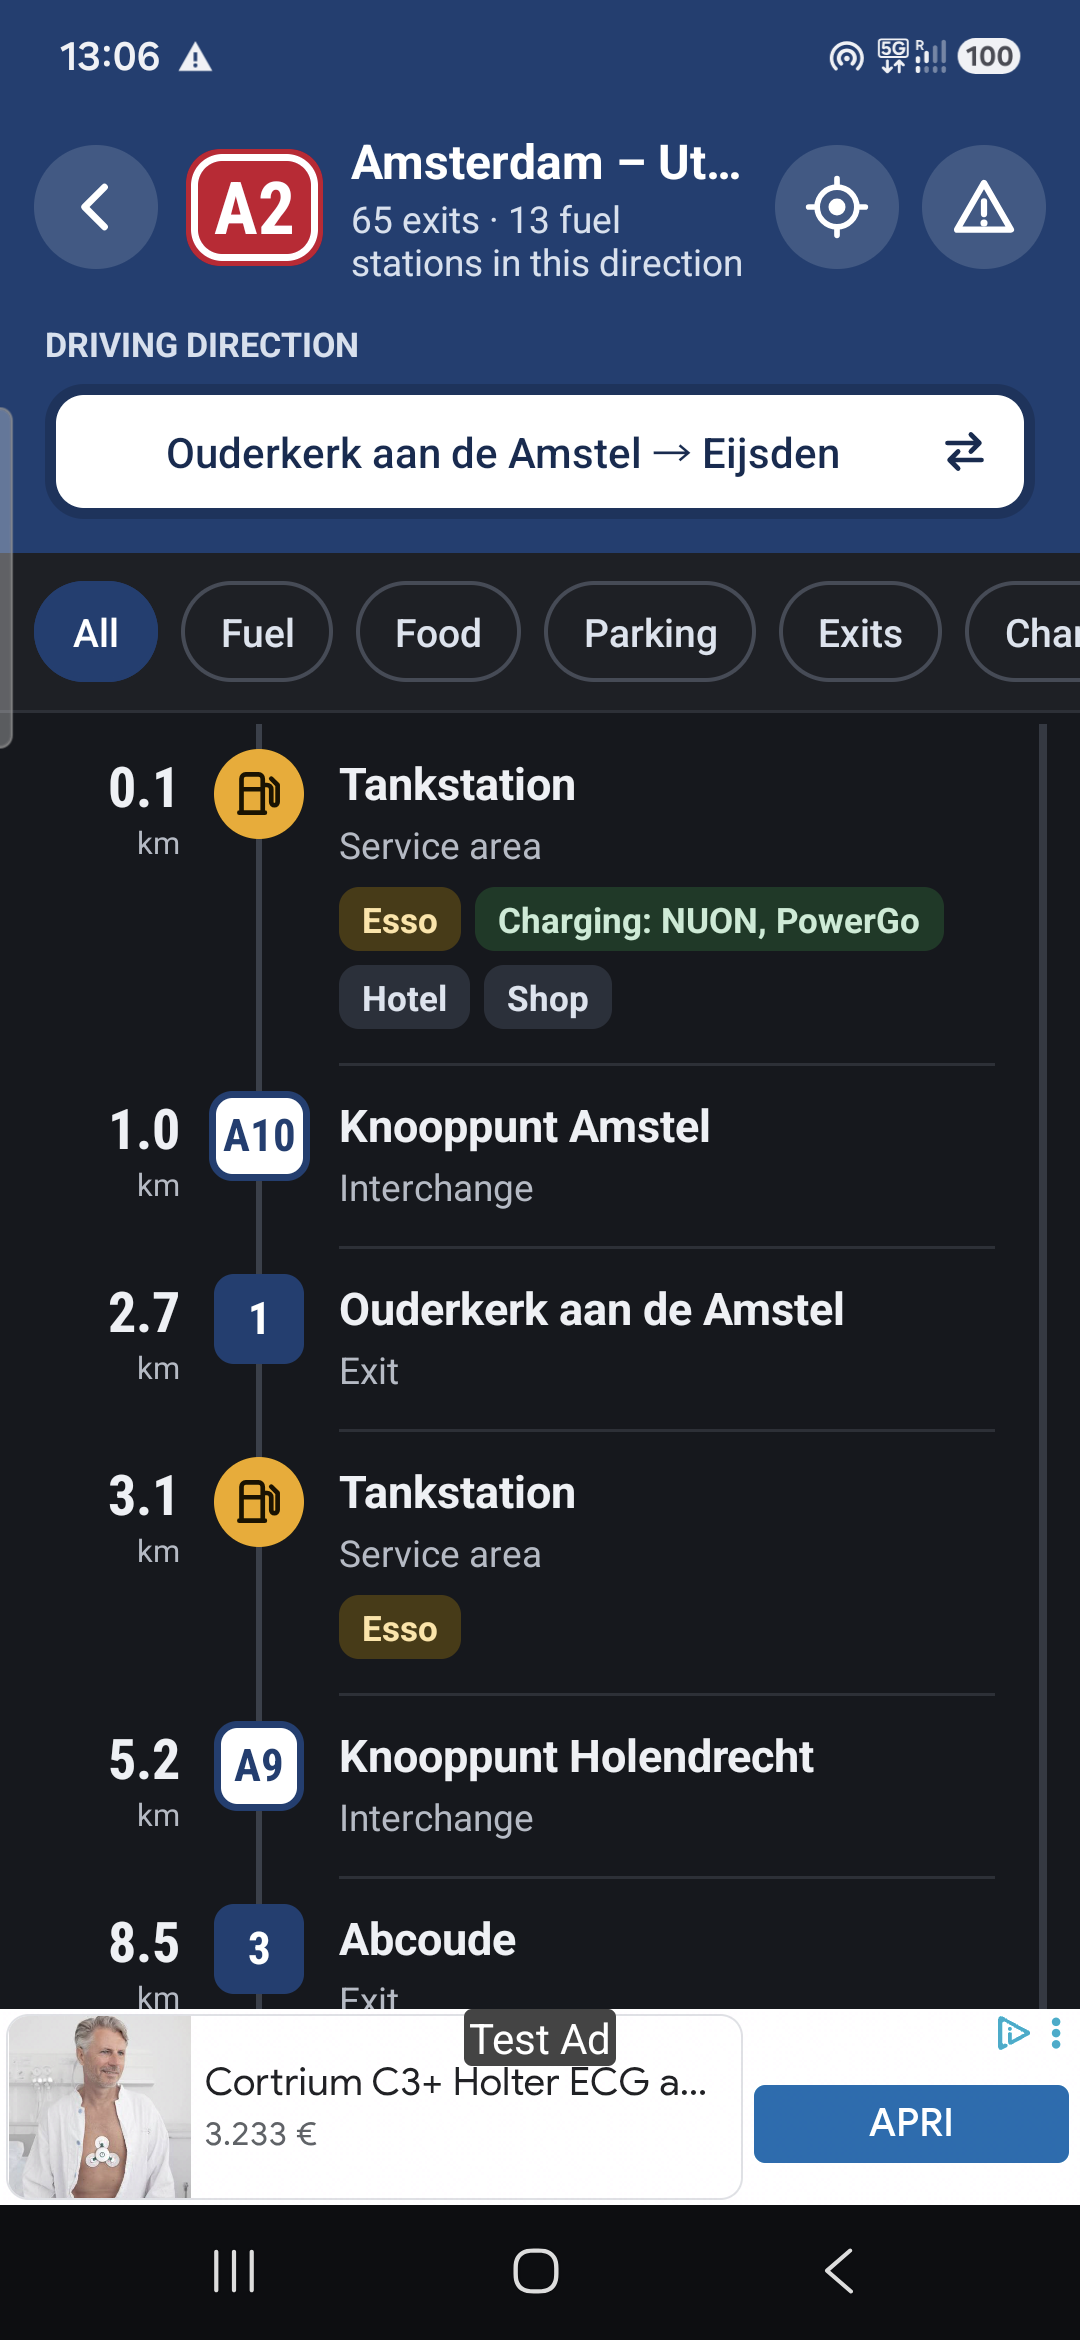 13:06
5G R 100
A2
Amsterdam – Ut...
65 exits · 13 fuel
stations in this direction
DRIVING DIRECTION
Ouderkerk aan de Amstel → Eijsden
All Fuel Food Parking Exits Char
0.1 km
Tankstation
Service area
Esso Charging: NUON, PowerGo
Hotel Shop
1.0 km
A10
Knooppunt Amstel
Interchange
2.7 km
1
Ouderkerk aan de Amstel
Exit
3.1 km
Tankstation
Service area
Esso
5.2 km
A9
Knooppunt Holendrecht
Interchange
8.5 km
3
Abcoude
Exit
Test Ad
Cortrium C3+ Holter ECG a...
3.233 €
APRI